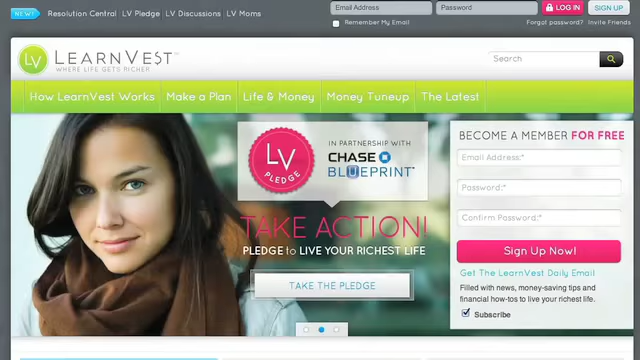 NEW!
Resolution Central
LV Pledge
LV Discussions
LV Moms
Email Address
Password
LOG IN
SIGN UP
Remember My Email
Forgot password?
Invite Friends
LV
LEARNVE$T™
WHERE LIFE GETS RICHER
Search
How LearnVest Works
Make a Plan
Life & Money
Money Tuneup
The Latest
LV
PLEDGE
IN PARTNERSHIP WITH
CHASE
BLUEPRINT
TAKE ACTION!
PLEDGE to LIVE YOUR RICHEST LIFE
TAKE THE PLEDGE
BECOME A MEMBER FOR FREE
Email Address:*
Password:*
Confirm Password:*
Sign Up Now!
Get The LearnVest Daily Email
Filled with news, money-saving tips and
financial how-tos to live your richest life.
Subscribe